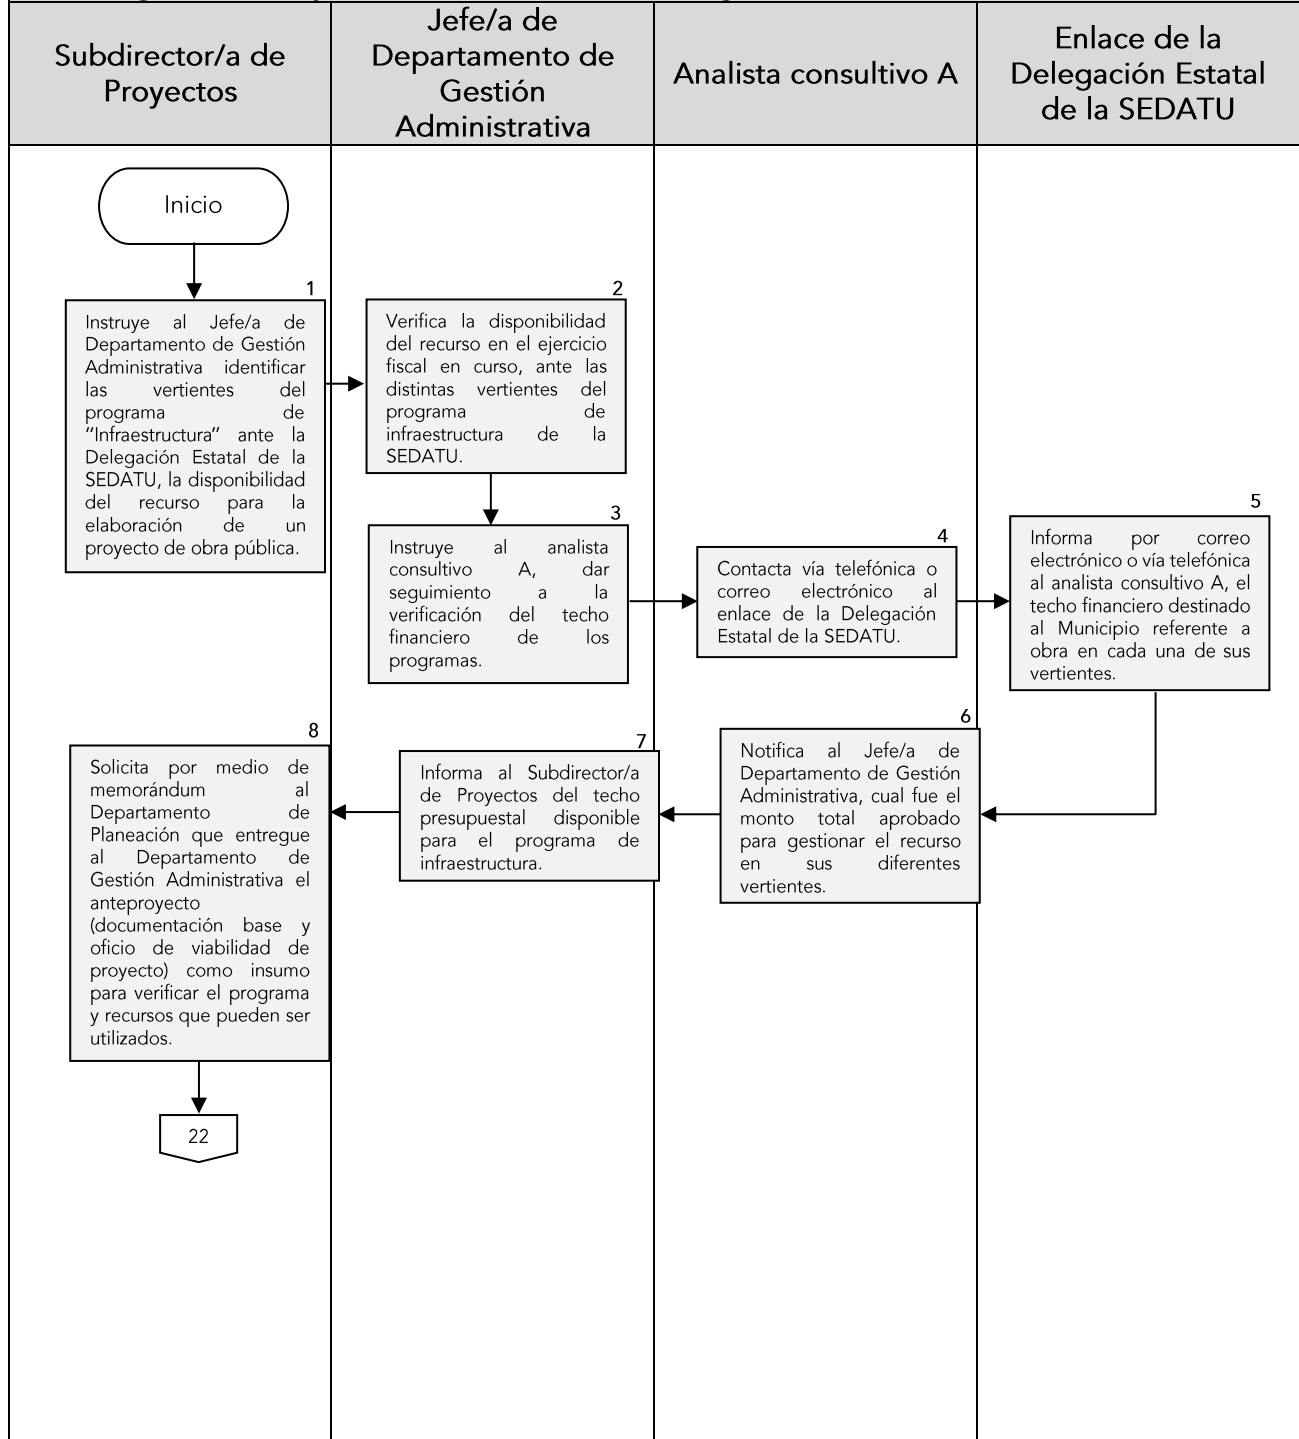 Subdirector/a de
Proyectos
Jefe/a de
Departamento de
Gestión
Administrativa
Analista consultivo A
Enlace de la
Delegación Estatal
de la SEDATU
Inicio
1
Instruye al Jefe/a de
Departamento de Gestión
Administrativa identificar
las vertientes del
programa de
“Infraestructura” ante la
Delegación Estatal de la
SEDATU, la disponibilidad
del recurso para la
elaboración de un
proyecto de obra pública.
2
Verifica la disponibilidad
del recurso en el ejercicio
fiscal en curso, ante las
distintas vertientes del
programa de
infraestructura de la
SEDATU.
3
Instruye al analista
consultivo A, dar
seguimiento a la
verificación del techo
financiero de los
programas.
4
Contacta vía telefónica o
correo electrónico al
enlace de la Delegación
Estatal de la SEDATU.
5
Informa por correo
electrónico o vía telefónica
al analista consultivo A, el
techo financiero destinado
al Municipio referente a
obra en cada una de sus
vertientes.
6
Notifica al Jefe/a de
Departamento de Gestión
Administrativa, cual fue el
monto total aprobado
para gestionar el recurso
en sus diferentes
vertientes.
7
Informa al Subdirector/a
de Proyectos del techo
presupuestal disponible
para el programa de
infraestructura.
8
Solicita por medio de
memorándum al
Departamento de
Planeación que entregue
al Departamento de
Gestión Administrativa el
anteproyecto
(documentación base y
oficio de viabilidad de
proyecto) como insumo
para verificar el programa
y recursos que pueden ser
utilizados.
22